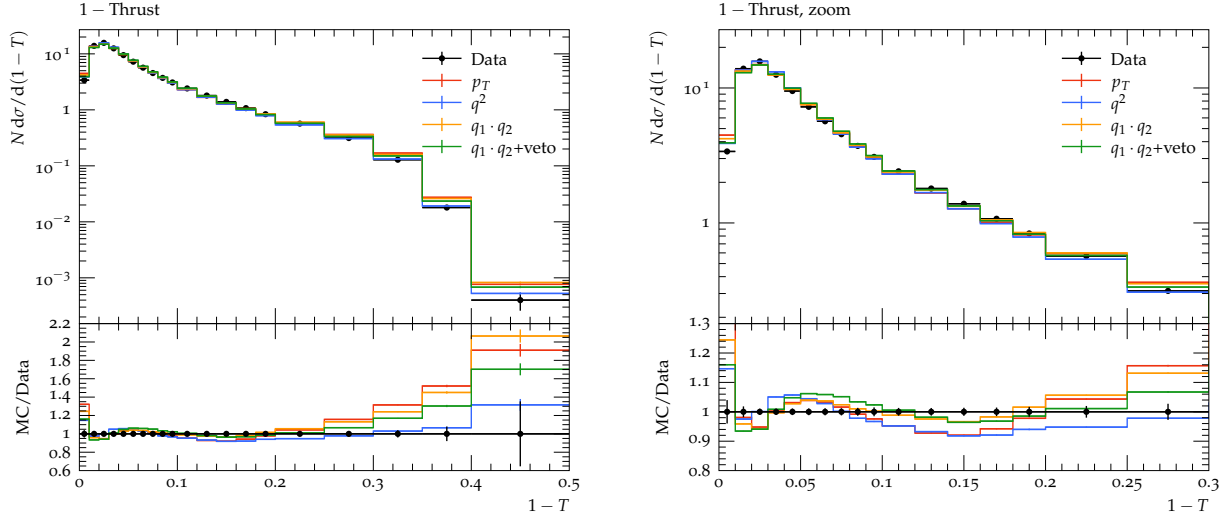 1 − Thrust
N dσ/d(1 − T)
Data
p_T
q²
q₁ · q₂
q₁ · q₂+veto
10¹
1
10⁻¹
10⁻²
10⁻³
MC/Data
2.2
2
1.8
1.6
1.4
1.2
1
0.8
0.6
0 0.1 0.2 0.3 0.4 0.5
1 − T
1 − Thrust, zoom
N dσ/d(1 − T)
Data
p_T
q²
q₁ · q₂
q₁ · q₂+veto
10¹
1
MC/Data
1.3
1.2
1.1
1
0.9
0.8
0 0.05 0.1 0.15 0.2 0.25 0.3
1 − T